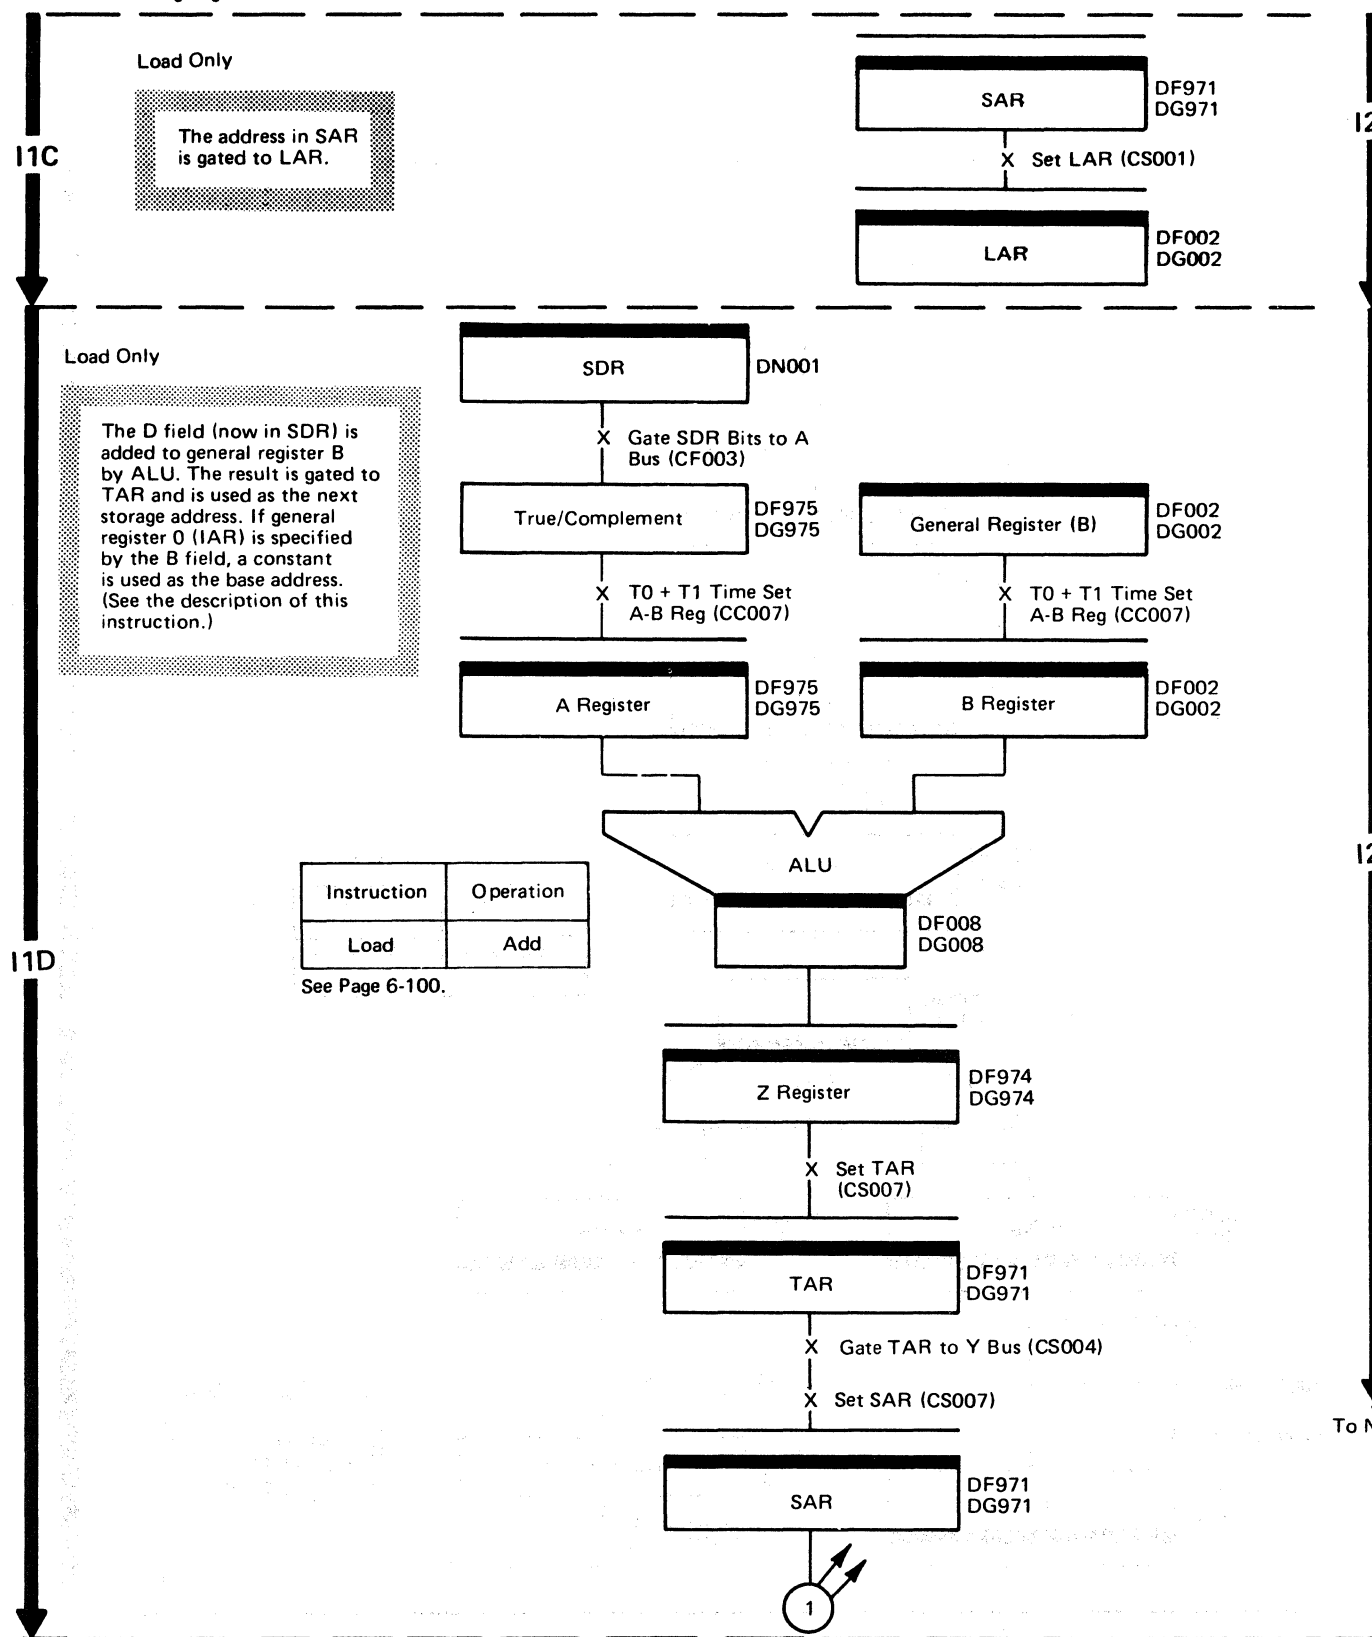 Load Only
The address in SAR
is gated to LAR.
I1C
SAR
DF971
DG971
X Set LAR (CS001)
LAR
DF002
DG002
Load Only
The D field (now in SDR) is
added to general register B
by ALU. The result is gated to
TAR and is used as the next
storage address. If general
register 0 (IAR) is specified
by the B field, a constant
is used as the base address.
(See the description of this
instruction.)
SDR
DN001
X Gate SDR Bits to A
Bus (CF003)
True/Complement
DF975
DG975
General Register (B)
DF002
DG002
X T0 + T1 Time Set
A-B Reg (CC007)
X T0 + T1 Time Set
A-B Reg (CC007)
A Register
DF975
DG975
B Register
DF002
DG002
ALU
Instruction Operation
Load Add
See Page 6-100.
DF008
DG008
I1D
Z Register
DF974
DG974
X Set TAR
(CS007)
TAR
DF971
DG971
X Gate TAR to Y Bus (CS004)
X Set SAR (CS007)
To
SAR
DF971
DG971
1